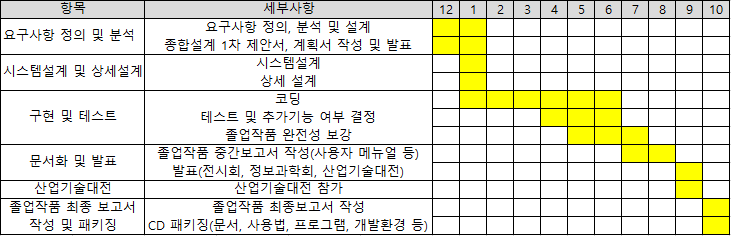 항목 세부사항 12 1 2 3 4 5 6 7 8 9 10
요구사항 정의 및 분석
요구사항 정의, 분석 및 설계
종합설계 1차 제안서, 계획서 작성 및 발표
시스템설계 및 상세설계
시스템설계
상세 설계
구현 및 테스트
코딩
테스트 및 추가기능 여부 결정
졸업작품 완전성 보강
문서화 및 발표
졸업작품 중간보고서 작성(사용자 메뉴얼 등)
발표(전시회, 정보과학회, 산업기술대전)
산업기술대전 산업기술대전 참가
졸업작품 최종 보고서
작성 및 패키징
졸업작품 최종보고서 작성
CD 패키징(문서, 사용법, 프로그램, 개발환경 등)